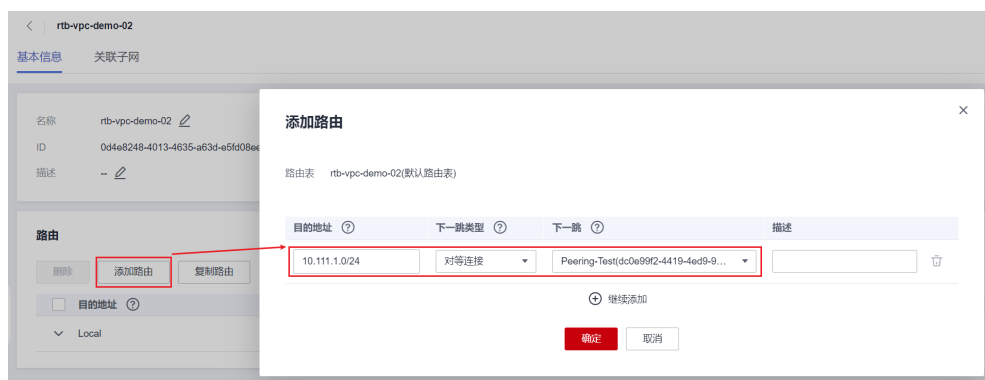 rtb-vpc-demo-02
基本信息 关联子网
名称 rtb-vpc-demo-02
ID 0d4e8248-4013-4635-a63d-e5fd08ee
描述 --
路由
删除 添加路由 复制路由
目的地址
Local
添加路由
路由表 rtb-vpc-demo-02(默认路由表)
目的地址 下一跳类型 下一跳 描述
10.111.1.0/24 对等连接 Peering-Test(dc0e99f2-4419-4ed9-9...
继续添加
确定 取消